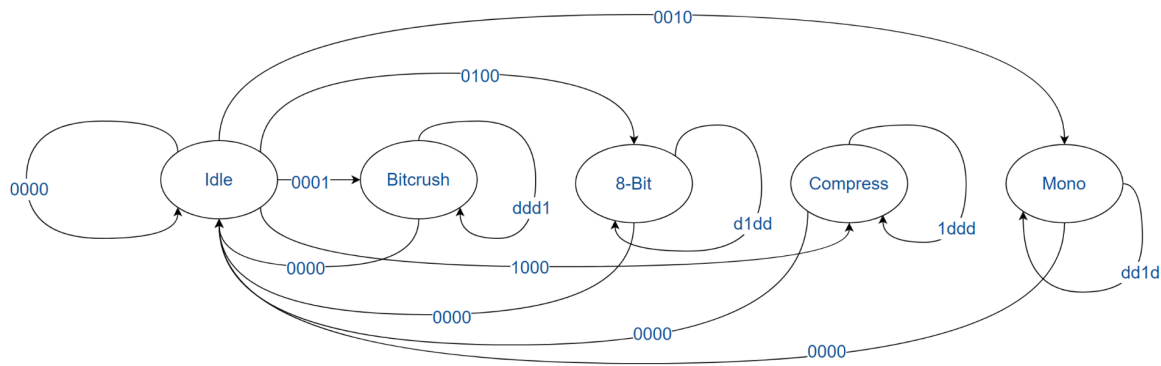 0010
0100
0000
Idle
0001
Bitcrush
8-Bit
Compress
Mono
ddd1
d1dd
1ddd
0000
1000
dd1d
0000
0000
0000